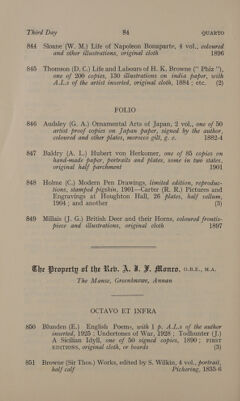 Third Day 84 QUARTO
844 Sloane (W. M.) Life of Napoleon Bonaparte, 4 vol., coloured
and other illustrations, original cloth 1896
845 Thomson (D. C.) Life and Labours of H. K. Browne (" Phiz "),
one of 200 copies, 130 illustrations on india paper, with
A.L.s of the artist inserted, original cloth, 1884 ; etc. (2)
FOLIO
846 Audsley (G. A.) Ornamental Arts of Japan, 2 vol., one of 50
artist proof copies on Japan paper, signed by the author,
coloured and other plates, morocco gilt, g. e. 1882-4
847 Baldry (A. L.) Hubert von Herkomer, one of 85 copies on
hand-made paper, portraits and plates, some in two states,
original half parchment 1901
848 Holme (C.) Modern Pen Drawings, limited edition, reproduc-
tions, stamped pigskin, 1901—Carter (R. R.) Pictures and
Engravings at Houghton Hall, 26 plates, half vellum,
1904 ; and another (3)
849 Millais (J. G.) British Deer and their Horns, coloured frontis-
piece and illustrations, original cloth 1897
The Property of the Reb. A. I. F. Monro, O.B.E., M.A.
The Manse, Greenknowe, Annan
OCTAVO ET INFRA
850 Blunden (E.) English Poems, with 1 p. A.L.s of the author
inserted, 1925 ; Undertones of War, 1928 ; Todhunter (J.)
A Sicilian Idyll, one of 50 signed copies, 1890 ; FIRST
EDITIONS, original cloth, or boards (3)
851 Browne (Sir Thos.) Works, edited by S. Wilkin, 4 vol., portrait,
half calf Pickering, 1835-6